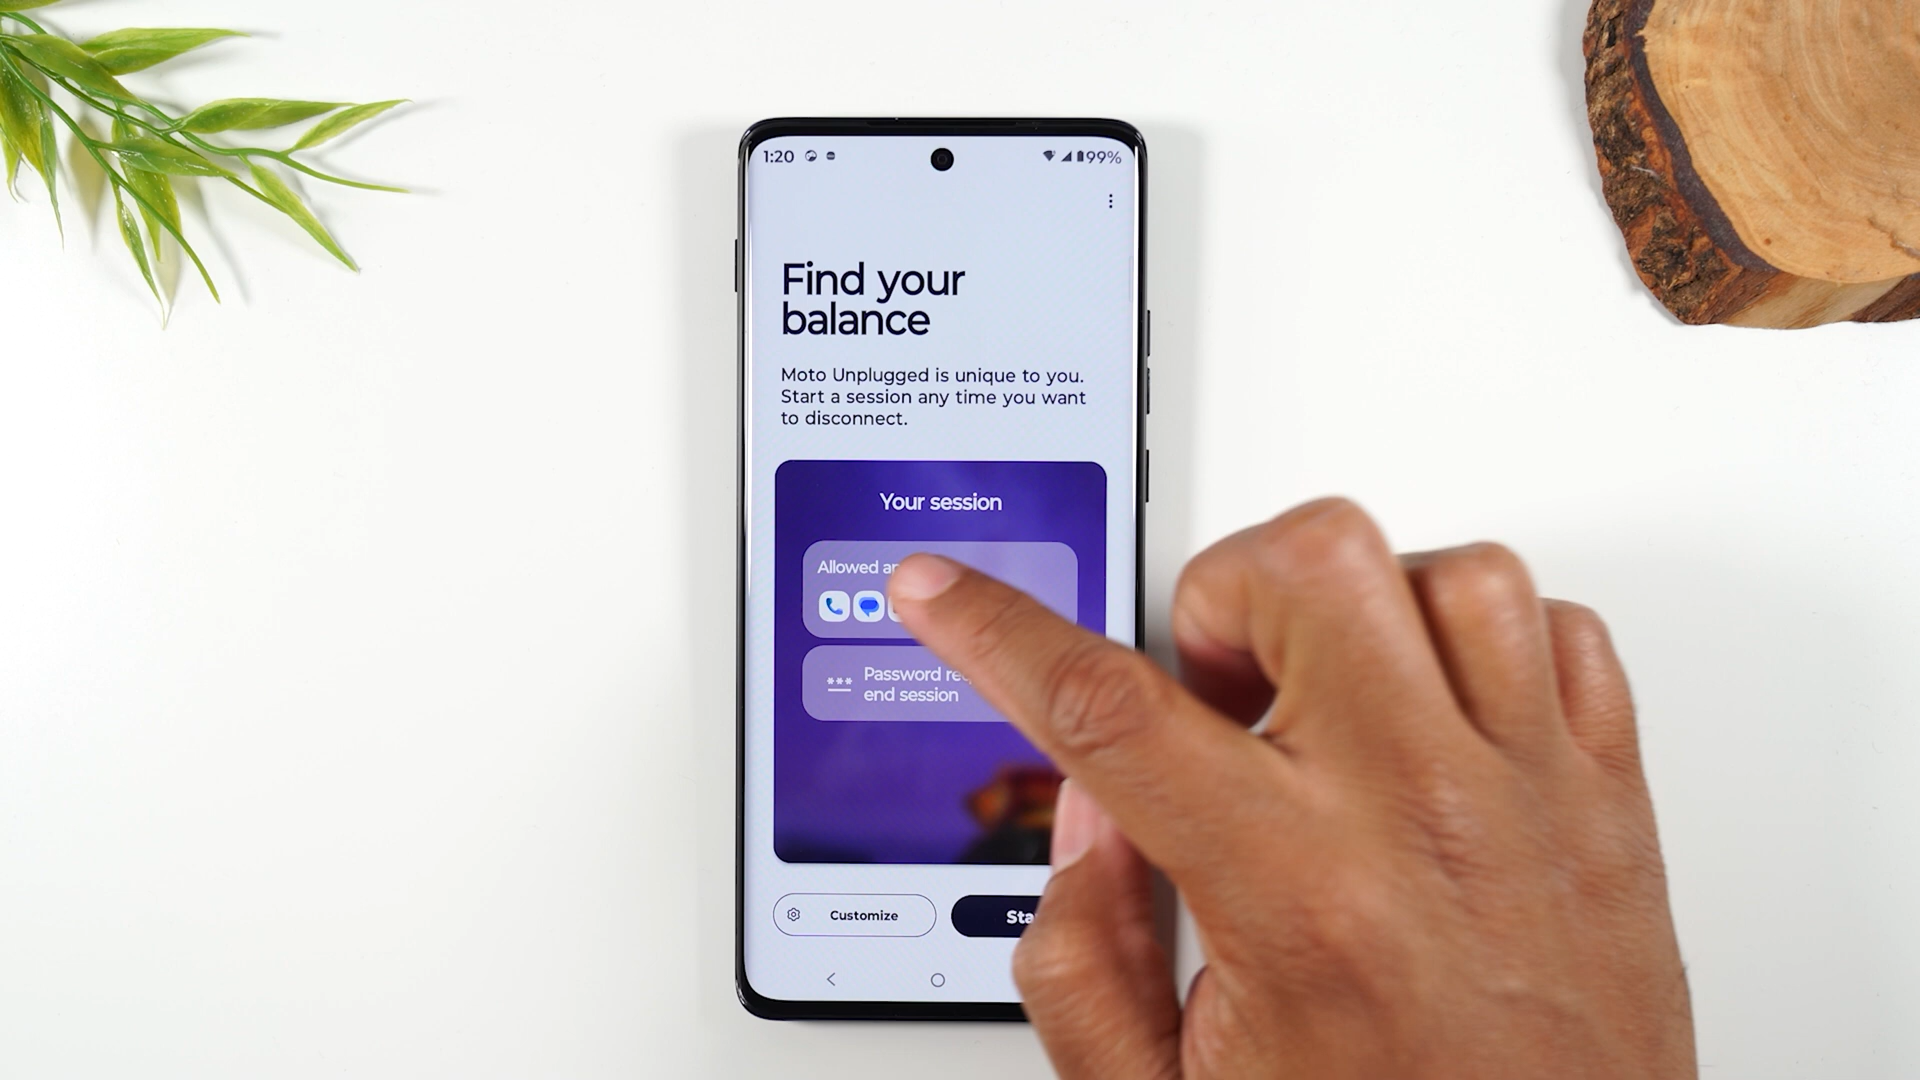 1:20 99%
Find your
balance
Moto Unplugged is unique to you.
Start a session any time you want
to disconnect.
Your session
Allowed
*** Password
end session
Customize